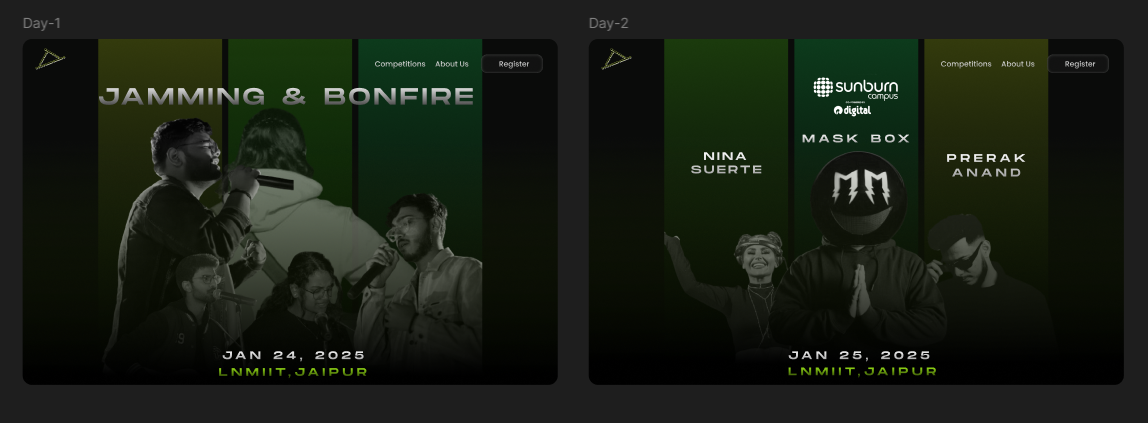 Day-1
Competitions About Us Register
JAMMING & BONFIRE
JAN 24, 2025
LNMIIT,JAIPUR
Day-2
Competitions About Us Register
sunburn
campus
digital
MASK BOX
NINA
SUERTE
PRERAK
ANAND
JAN 25, 2025
LNMIIT,JAIPUR